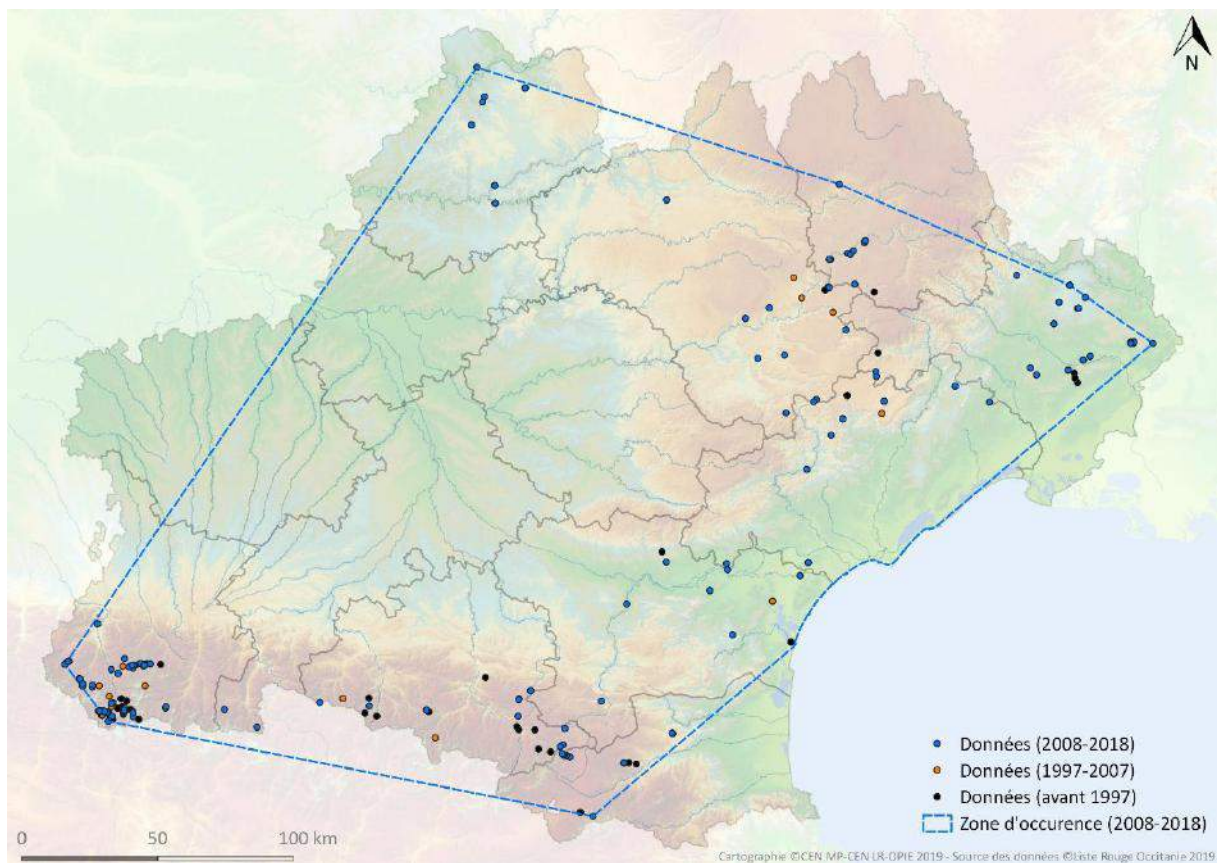 N
Données (2008-2018)
Données (1997-2007)
Données (avant 1997)
Zone d'occurence (2008-2018)
0 50 100 km
Cartographie ©CEN MP-CEN LR-OPIE 2019 - Source des données ©Liste Rouge Occitanie 2019